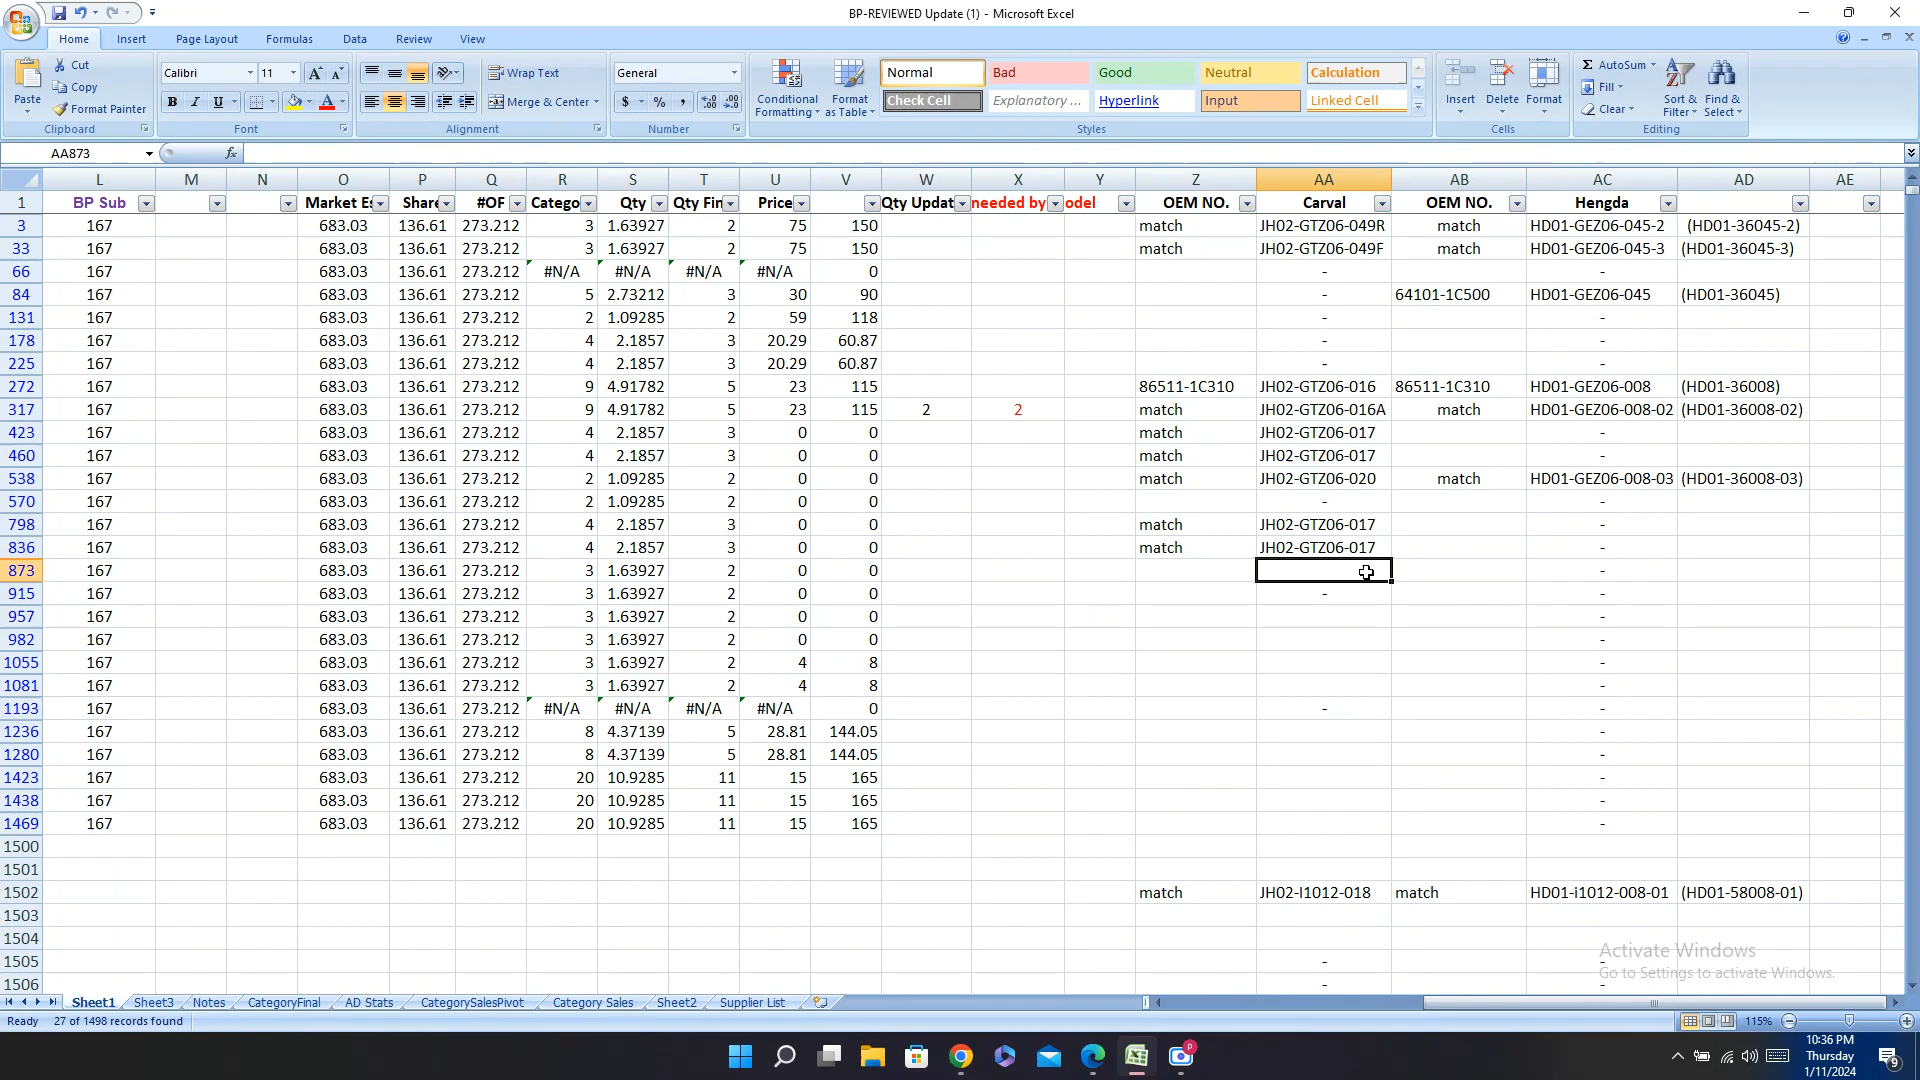 BP-REVIEWED Update (1) - Microsoft Excel
Home Insert Page Layout Formulas Data Review View
Paste Cut Calibri 11 A A Wrap Text General Conditional Formatting Format as Table Normal Bad Good Neutral Calculation Insert Delete Format Σ AutoSum Sort & Filter Find & Select
Copy Fill
Format Painter B I U A Merge & Center $ % , Check Cell Explanatory ... Hyperlink Input Linked Cell Clear
Clipboard Font Alignment Number Styles Cells Editing
AA873 fx
L M N O P Q R S T U V W X Y Z AA AB AC AD AE
1 BP Sub Market Es Share #OF Catego Qty Qty Fin Price Qty Updat needed by odel OEM NO. Carval OEM NO. Hengda
3 167 683.03 136.61 273.212 3 1.63927 2 75 150 match JH02-GTZ06-049R match HD01-GEZ06-045-2 (HD01-36045-2)
33 167 683.03 136.61 273.212 3 1.63927 2 75 150 match JH02-GTZ06-049F match HD01-GEZ06-045-3 (HD01-36045-3)
66 167 683.03 136.61 273.212 #N/A #N/A #N/A #N/A 0 - -
84 167 683.03 136.61 273.212 5 2.73212 3 30 90 - 64101-1C500 HD01-GEZ06-045 (HD01-36045)
131 167 683.03 136.61 273.212 2 1.09285 2 59 118 - -
178 167 683.03 136.61 273.212 4 2.1857 3 20.29 60.87 - -
225 167 683.03 136.61 273.212 4 2.1857 3 20.29 60.87 - -
272 167 683.03 136.61 273.212 9 4.91782 5 23 115 86511-1C310 JH02-GTZ06-016 86511-1C310 HD01-GEZ06-008 (HD01-36008)
317 167 683.03 136.61 273.212 9 4.91782 5 23 115 2 2 match JH02-GTZ06-016A match HD01-GEZ06-008-02 (HD01-36008-02)
423 167 683.03 136.61 273.212 4 2.1857 3 0 0 match JH02-GTZ06-017 -
460 167 683.03 136.61 273.212 4 2.1857 3 0 0 match JH02-GTZ06-017 -
538 167 683.03 136.61 273.212 2 1.09285 2 0 0 match JH02-GTZ06-020 match HD01-GEZ06-008-03 (HD01-36008-03)
570 167 683.03 136.61 273.212 2 1.09285 2 0 0 - -
798 167 683.03 136.61 273.212 4 2.1857 3 0 0 match JH02-GTZ06-017 -
836 167 683.03 136.61 273.212 4 2.1857 3 0 0 match JH02-GTZ06-017 -
873 167 683.03 136.61 273.212 3 1.63927 2 0 0 -
915 167 683.03 136.61 273.212 3 1.63927 2 0 0 - -
957 167 683.03 136.61 273.212 3 1.63927 2 0 0 -
982 167 683.03 136.61 273.212 3 1.63927 2 0 0 -
1055 167 683.03 136.61 273.212 3 1.63927 2 4 8 -
1081 167 683.03 136.61 273.212 3 1.63927 2 4 8 -
1193 167 683.03 136.61 273.212 #N/A #N/A #N/A #N/A 0 - -
1236 167 683.03 136.61 273.212 8 4.37139 5 28.81 144.05 -
1280 167 683.03 136.61 273.212 8 4.37139 5 28.81 144.05 -
1423 167 683.03 136.61 273.212 20 10.9285 11 15 165 -
1438 167 683.03 136.61 273.212 20 10.9285 11 15 165 -
1469 167 683.03 136.61 273.212 20 10.9285 11 15 165 -
1500
1501
1502 match JH02-I1012-018 match HD01-i1012-008-01 (HD01-58008-01)
1503
1504
Activate Windows
1505 - -
Go to Settings to activate Windows.
1506 - -
Sheet1 Sheet3 Notes CategoryFinal AD Stats CategorySalesPivot Category Sales Sheet2 Supplier List
Ready 27 of 1498 records found 115%
10:36 PM
Thursday
1/11/2024
P
9